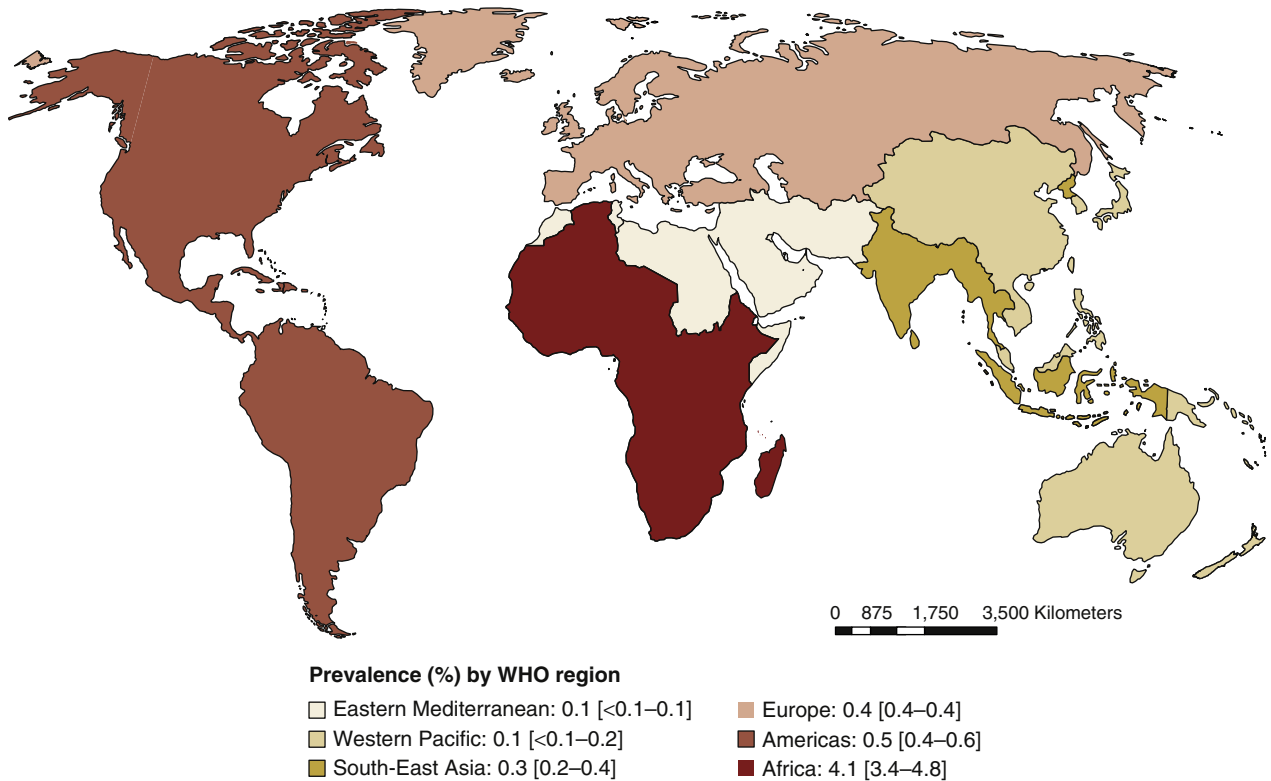 0 875 1,750 3,500 Kilometers
Prevalence (%) by WHO region
Eastern Mediterranean: 0.1 [<0.1–0.1]
Western Pacific: 0.1 [<0.1–0.2]
South-East Asia: 0.3 [0.2–0.4]
Europe: 0.4 [0.4–0.4]
Americas: 0.5 [0.4–0.6]
Africa: 4.1 [3.4–4.8]